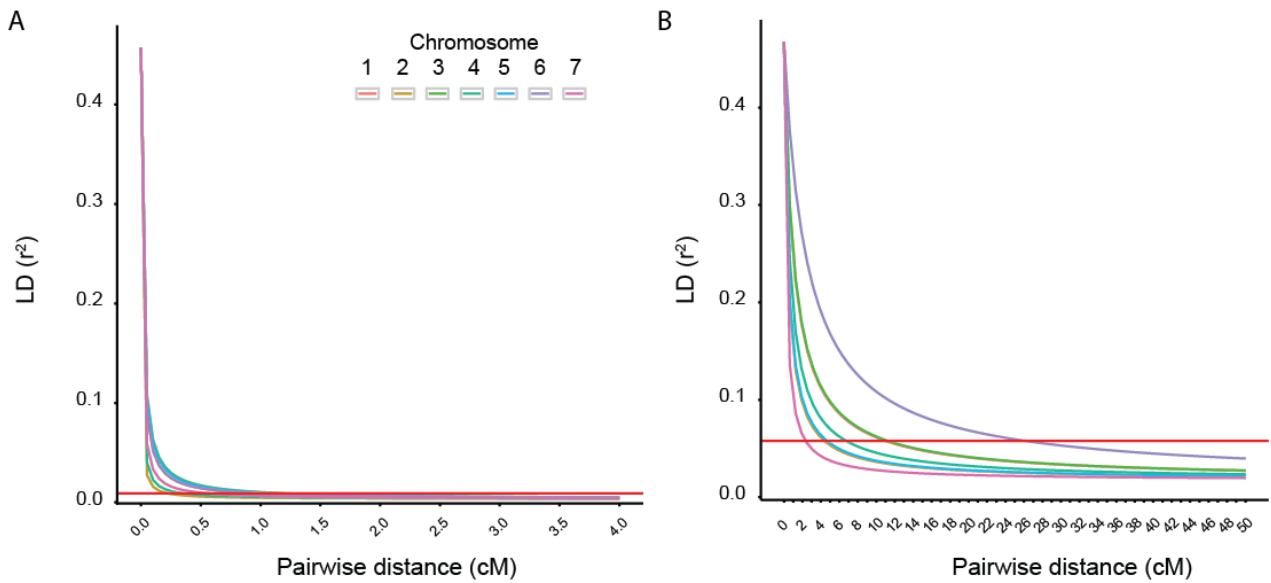 A
Chromosome
1 2 3 4 5 6 7
LD (r²)
0.4
0.3
0.2
0.1
0.0
0.0 0.5 1.0 1.5 2.0 2.5 3.0 3.5 4.0
Pairwise distance (cM)
B
LD (r²)
0.4
0.3
0.2
0.1
0.0
0 2 4 6 8 10 12 14 16 18 20 22 24 26 28 30 32 34 36 38 40 42 44 46 48 50
Pairwise distance (cM)